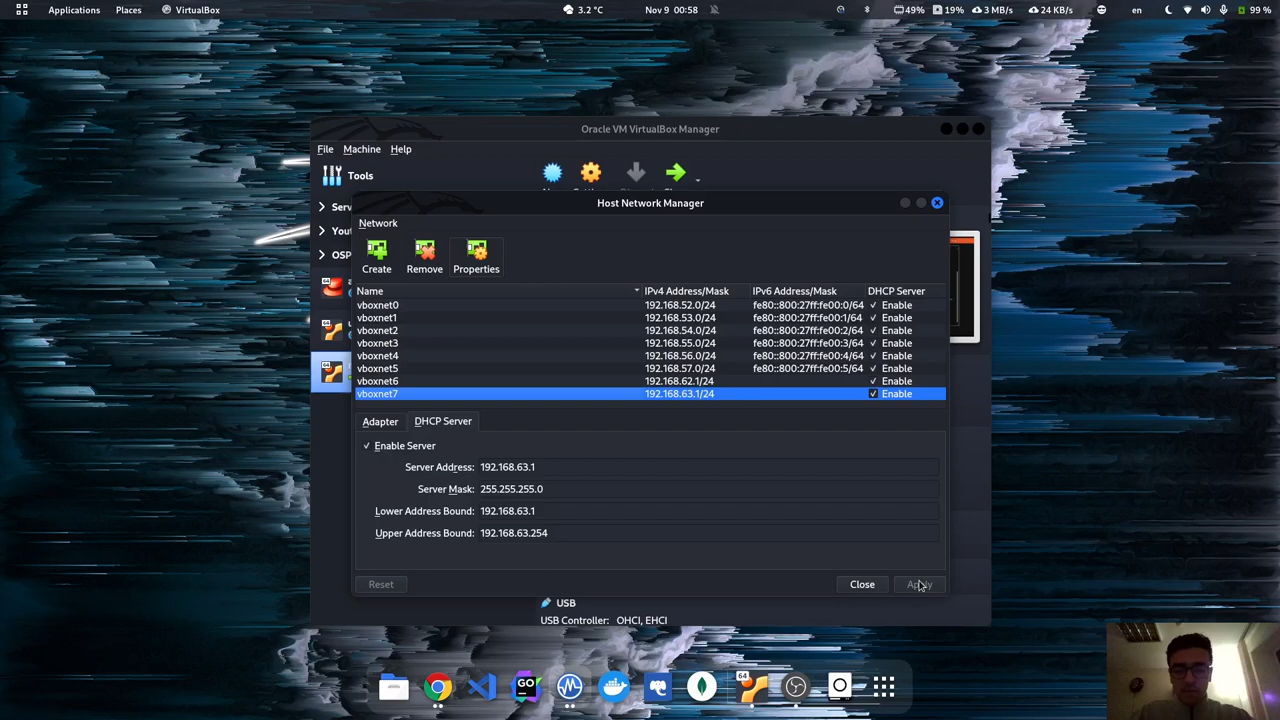 Applications Places VirtualBox 3.2 °C Nov 9 00:58 49% 19% 3 MB/s 24 KB/s en 99 %
Oracle VM VirtualBox Manager
File Machine Help
Tools
Host Network Manager
Network
Create Remove Properties
Name IPv4 Address/Mask IPv6 Address/Mask DHCP Server
vboxnet0 192.168.52.0/24 fe80::800:27ff:fe00:0/64 Enable
vboxnet1 192.168.53.0/24 fe80::800:27ff:fe00:1/64 Enable
vboxnet2 192.168.54.0/24 fe80::800:27ff:fe00:2/64 Enable
vboxnet3 192.168.55.0/24 fe80::800:27ff:fe00:3/64 Enable
vboxnet4 192.168.56.0/24 fe80::800:27ff:fe00:4/64 Enable
vboxnet5 192.168.57.0/24 fe80::800:27ff:fe00:5/64 Enable
vboxnet6 192.168.62.1/24 Enable
vboxnet7 192.168.63.1/24 Enable
Adapter DHCP Server
Enable Server
Server Address: 192.168.63.1
Server Mask: 255.255.255.0
Lower Address Bound: 192.168.63.1
Upper Address Bound: 192.168.63.254
Reset Close Apply
USB
USB Controller: OHCI, EHCI
GO
64